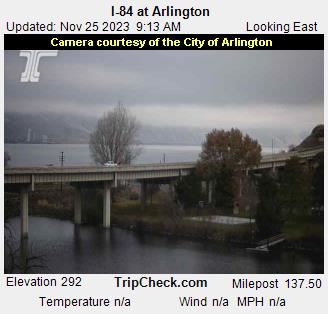 I-84 at Arlington
Updated: Nov 25 2023 9:13 AM Looking East
Camera courtesy of the City of Arlington
Elevation 292 TripCheck.com Milepost 137.50
Temperature n/a Wind n/a MPH n/a